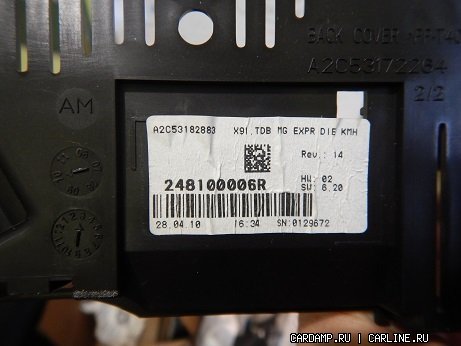 BACK COVER
A2C53172264
2/2
AM
A2C53182883 X91 TDB MG EXPR DIE KMH
Rev.: 14
HW: 02
248100006R
SW: 6.20
28.04.10 16:34 SN:0129672
CARDAMP.RU | CARLINE.RU